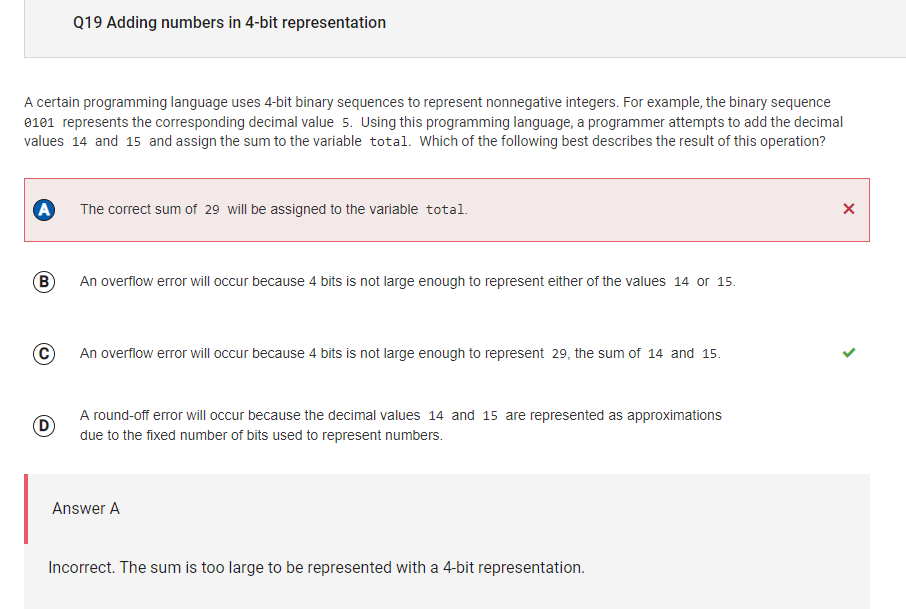 Q19 Adding numbers in 4-bit representation
A certain programming language uses 4-bit binary sequences to represent nonnegative integers. For example, the binary sequence
0101 represents the corresponding decimal value 5. Using this programming language, a programmer attempts to add the decimal
values 14 and 15 and assign the sum to the variable total. Which of the following best describes the result of this operation?
A The correct sum of 29 will be assigned to the variable total.
B An overflow error will occur because 4 bits is not large enough to represent either of the values 14 or 15.
C An overflow error will occur because 4 bits is not large enough to represent 29, the sum of 14 and 15.
D A round-off error will occur because the decimal values 14 and 15 are represented as approximations
due to the fixed number of bits used to represent numbers.
Answer A
Incorrect. The sum is too large to be represented with a 4-bit representation.